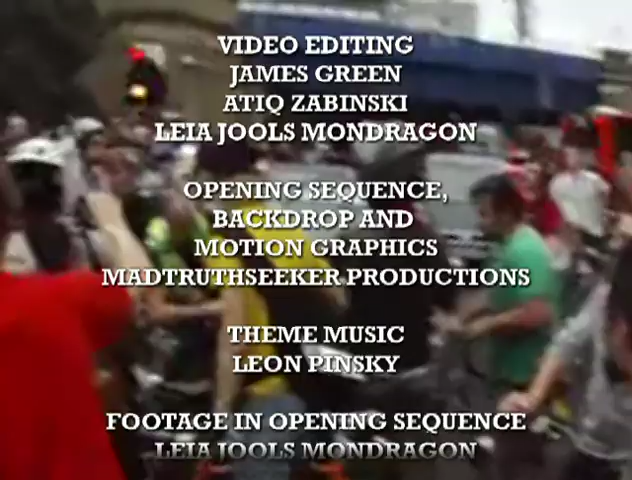 VIDEO EDITING
JAMES GREEN
ATIQ ZABINSKI
LEIA JOOLS MONDRAGON
OPENING SEQUENCE,
BACKDROP AND
MOTION GRAPHICS
MADTRUTHSEEKER PRODUCTIONS
THEME MUSIC
LEON PINSKY
FOOTAGE IN OPENING SEQUENCE
LEIA JOOLS MONDRAGON